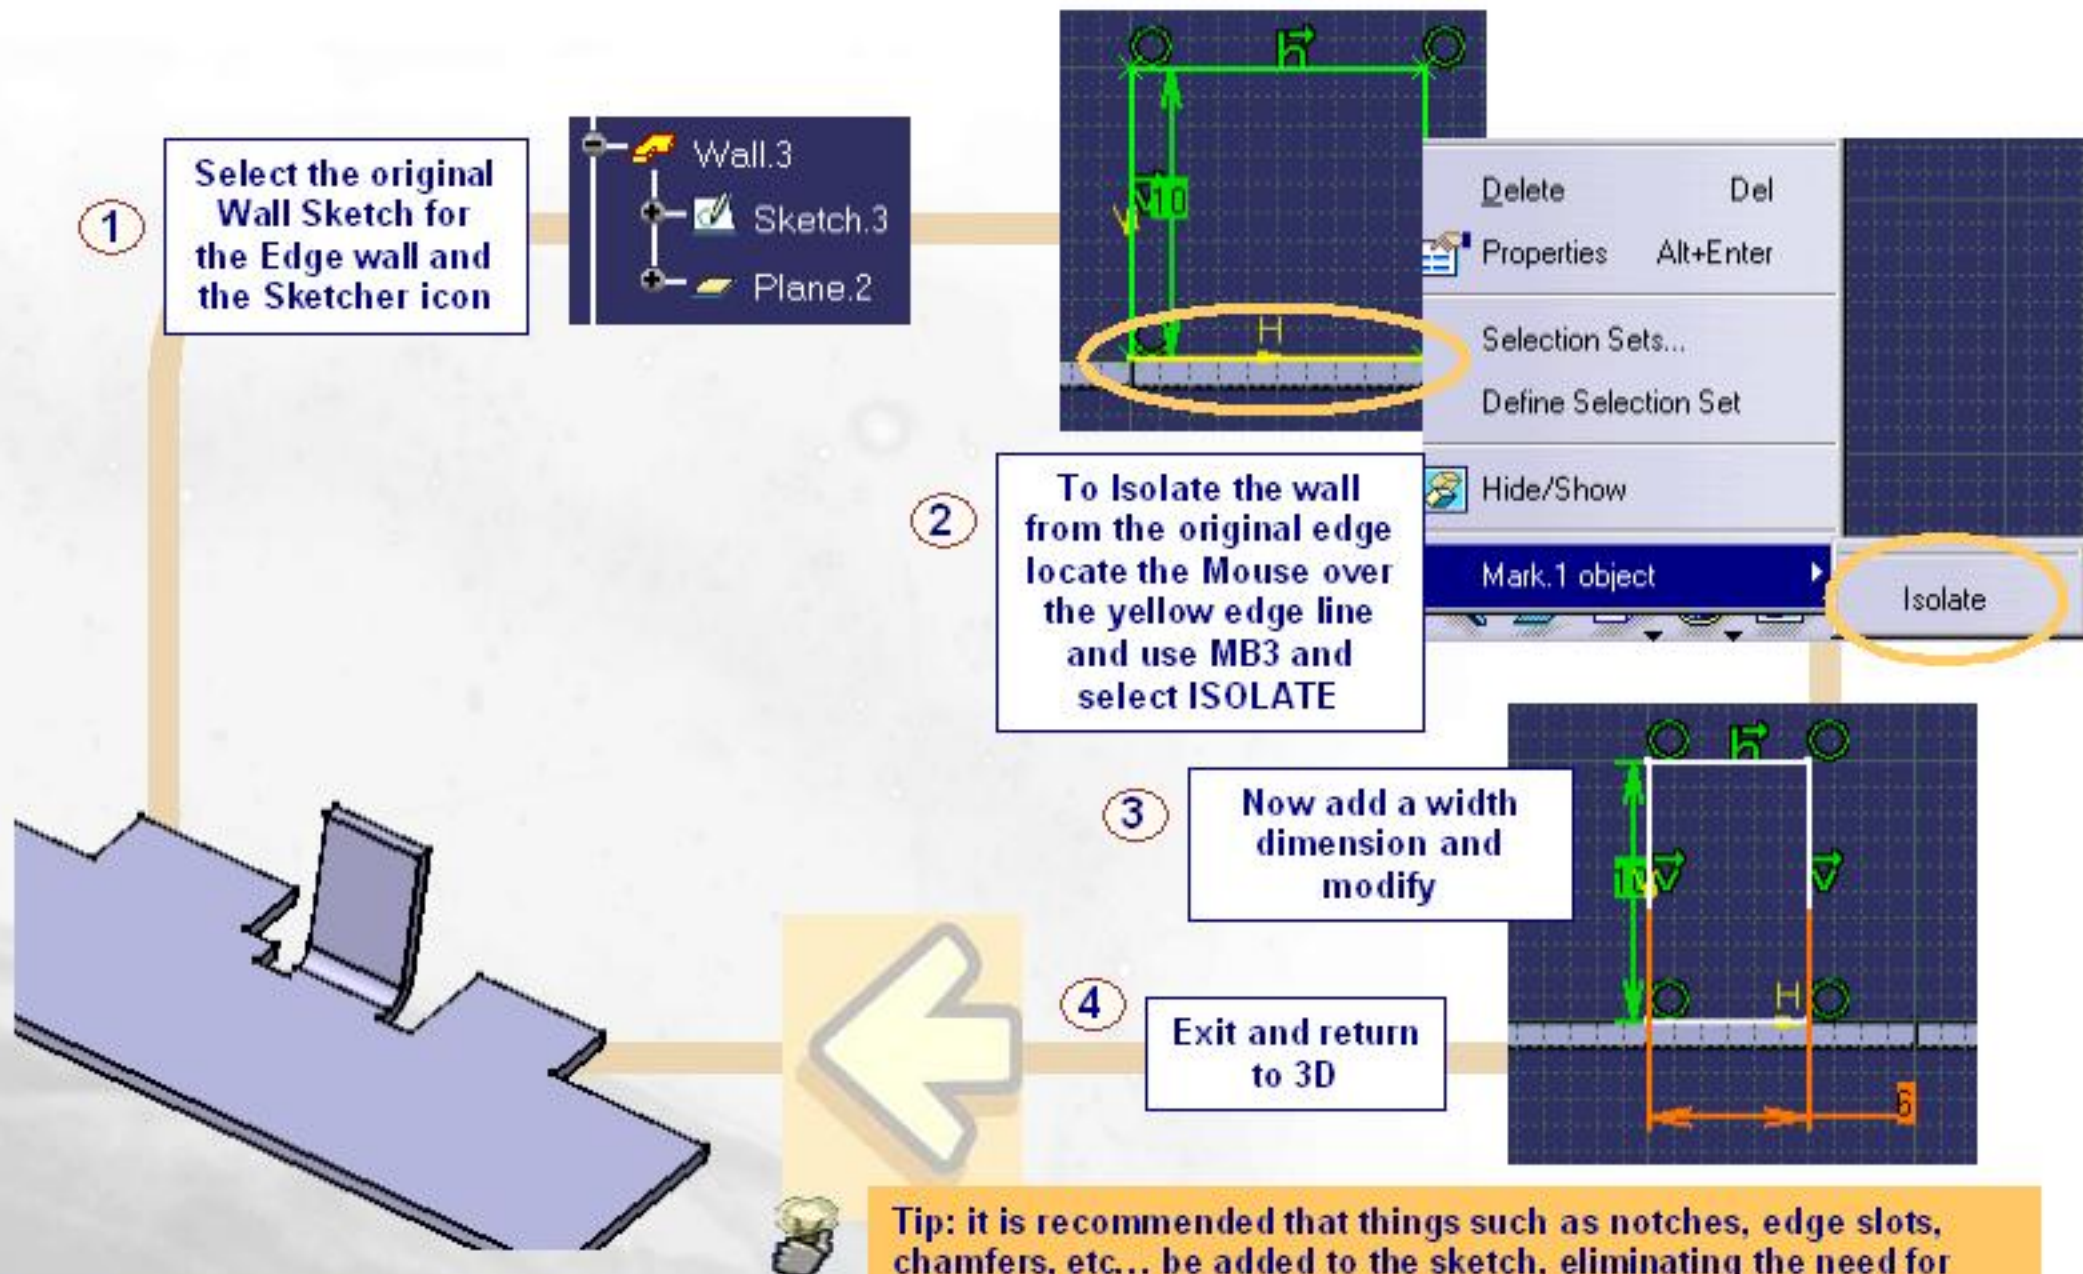 1
Select the original
Wall Sketch for
the Edge wall and
the Sketcher icon
Wall.3
Sketch.3
Plane.2
10
V
H
Delete Del
Properties Alt+Enter
Selection Sets...
Define Selection Set
Hide/Show
Mark.1 object
Isolate
2
To Isolate the wall
from the original edge
locate the Mouse over
the yellow edge line
and use MB3 and
select ISOLATE
3
Now add a width
dimension and
modify
H
6
4
Exit and return
to 3D
Tip: it is recommended that things such as notches, edge slots,
chamfers, etc... be added to the sketch, eliminating the need for